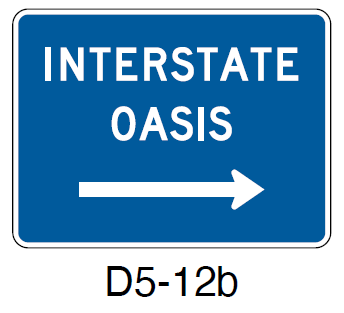 INTERSTATE
OASIS
D5-12b